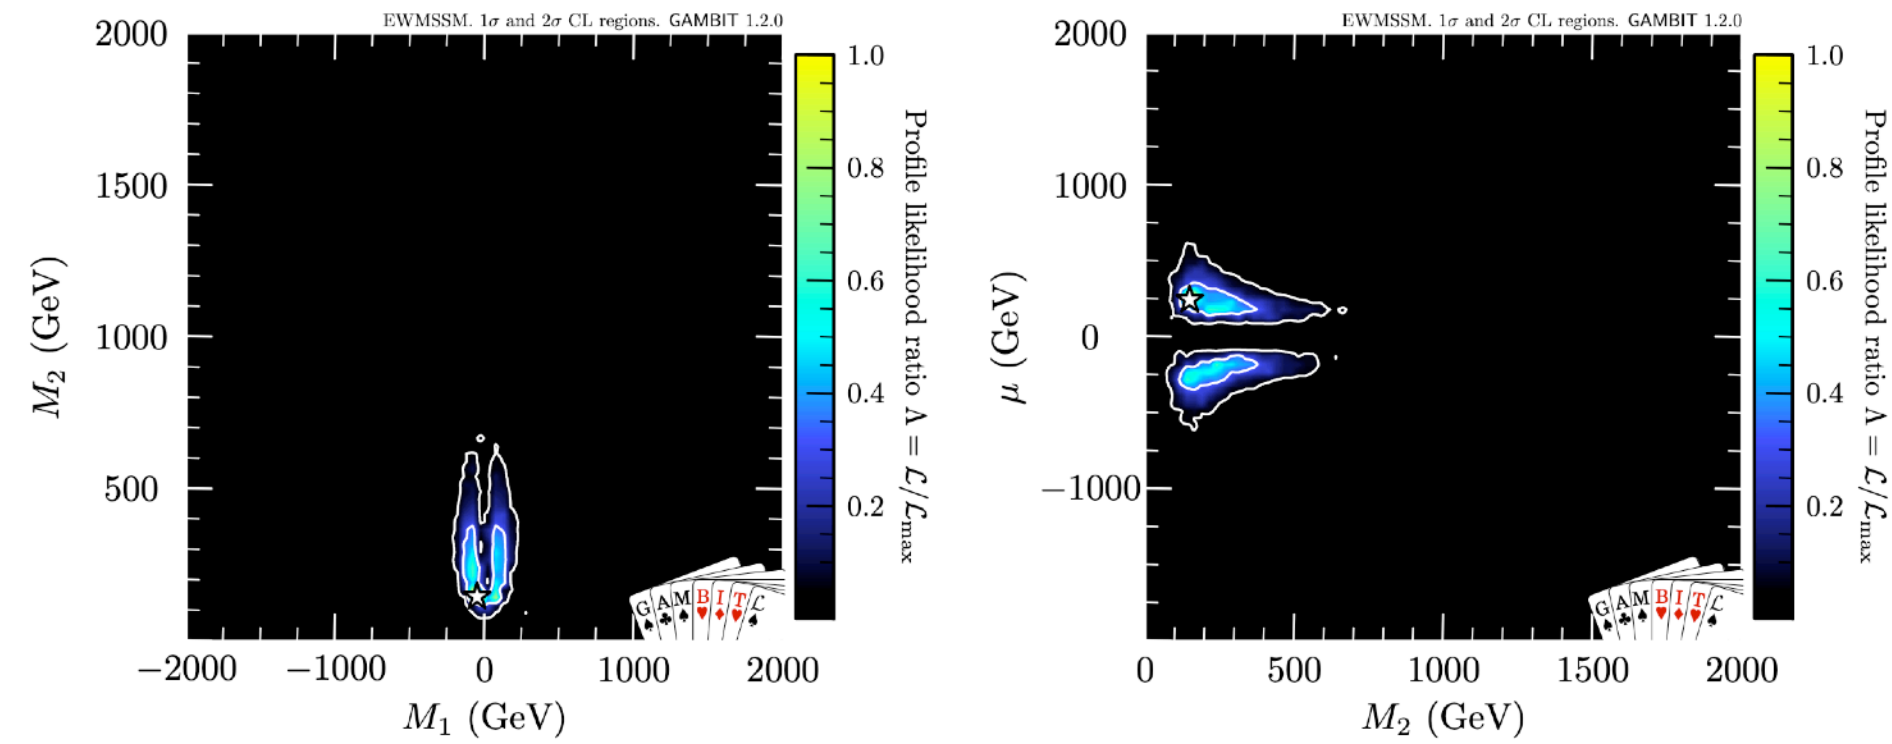 EWMSSM. 1σ and 2σ CL regions. GAMBIT 1.2.0
2000
1500
1000
500
M₂ (GeV)
−2000
−1000
0
1000
2000
M₁ (GeV)
1.0
0.8
0.6
0.4
0.2
Profile likelihood ratio Λ = ℒ/ℒmax
G A M B I T ℒ
EWMSSM. 1σ and 2σ CL regions. GAMBIT 1.2.0
2000
1000
0
−1000
μ (GeV)
0
500
1000
1500
2000
M₂ (GeV)
1.0
0.8
0.6
0.4
0.2
Profile likelihood ratio Λ = ℒ/ℒmax
G A M B I T ℒ